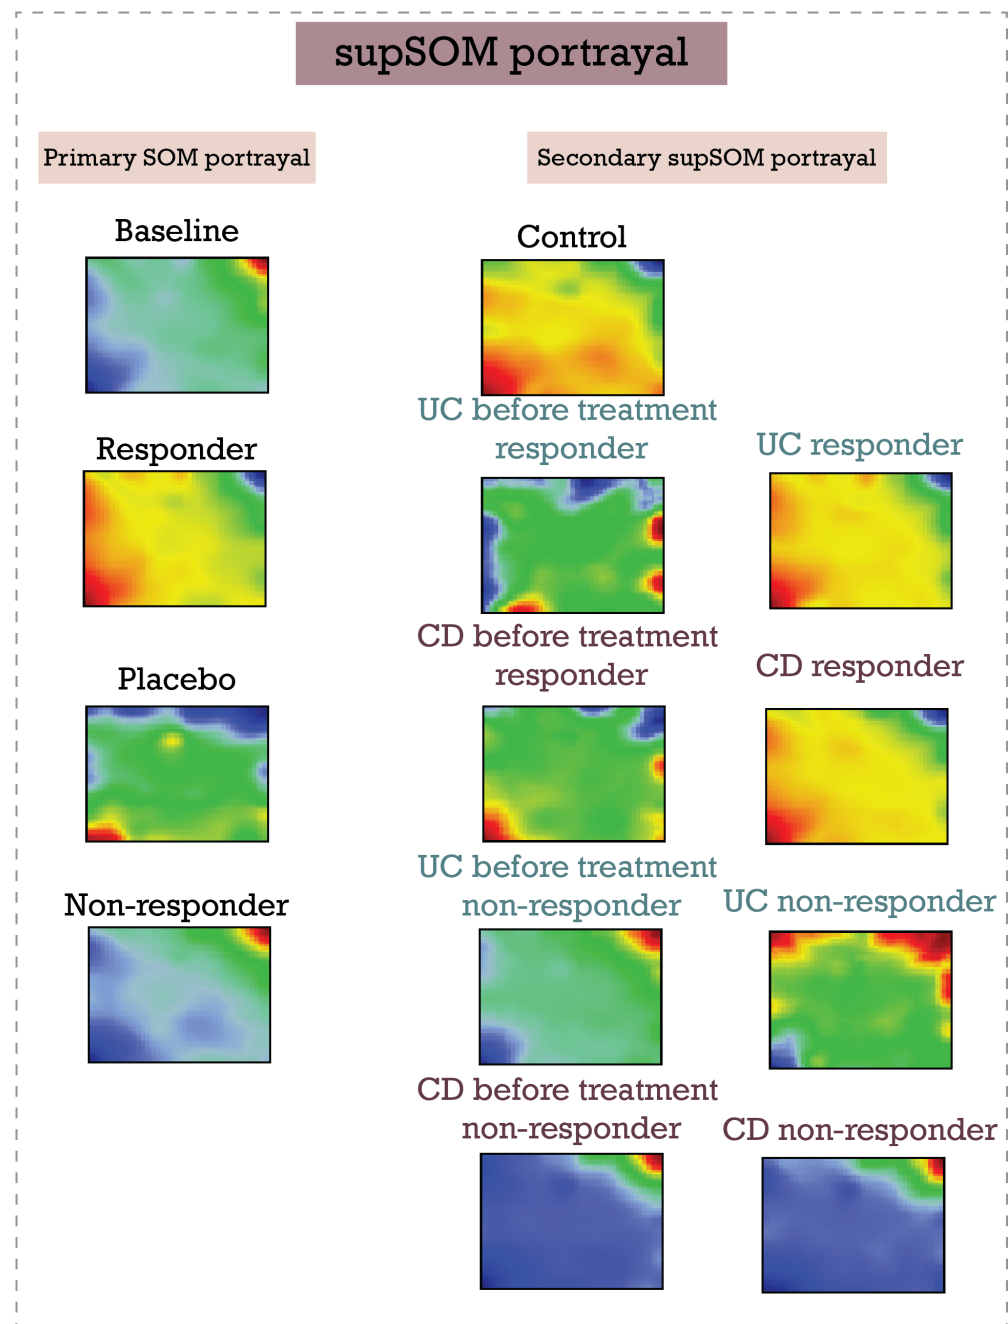 supSOM portrayal
Primary SOM portrayal
Secondary supSOM portrayal
Baseline
Responder
Placebo
Non-responder
Control
UC before treatment
responder
UC responder
CD before treatment
responder
CD responder
UC before treatment
non-responder
UC non-responder
CD before treatment
non-responder
CD non-responder